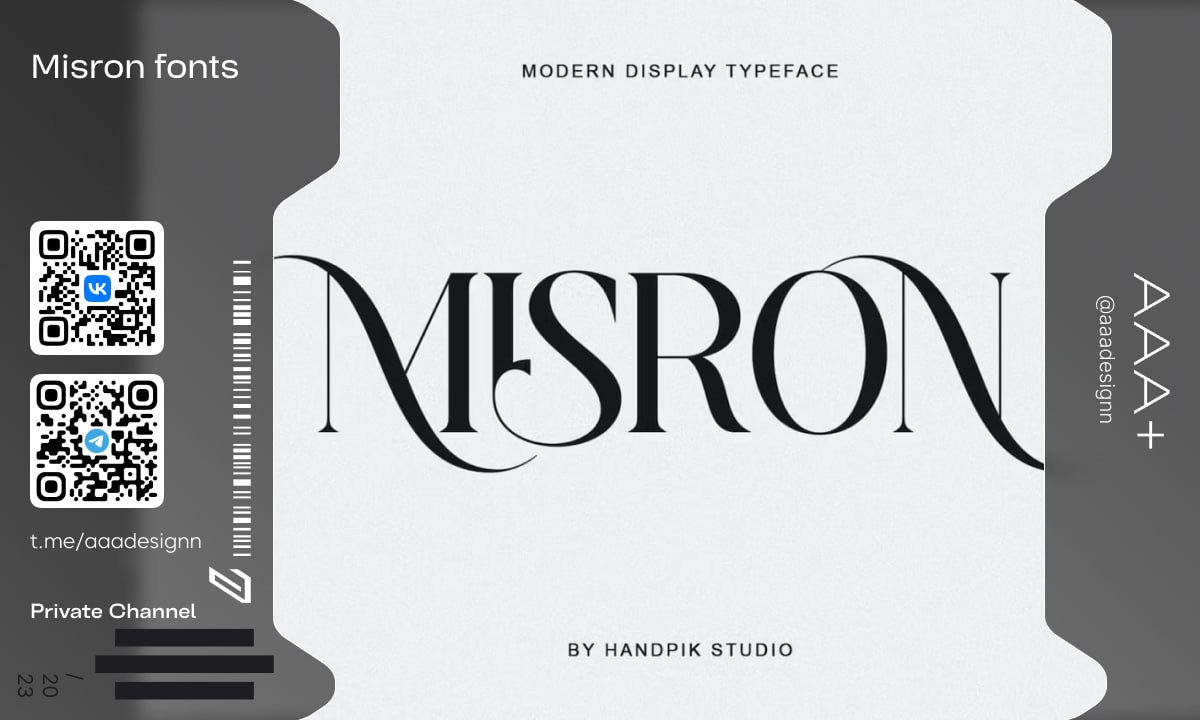 Misron fonts
t.me/aaadesignn
Private Channel
/
20
23
MODERN DISPLAY TYPEFACE
MISRON
BY HANDPIK STUDIO
AAA+
@aaadesignn